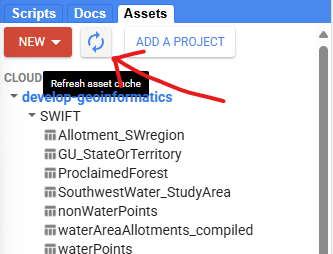 Scripts Docs Assets
NEW ADD A PROJECT
CLOUD
Refresh asset cache
develop-geoinformatics
SWIFT
Allotment_SWregion
GU_StateOrTerritory
ProclaimedForest
SouthwestWater_StudyArea
nonWaterPoints
waterAreaAllotments_compiled
waterPoints